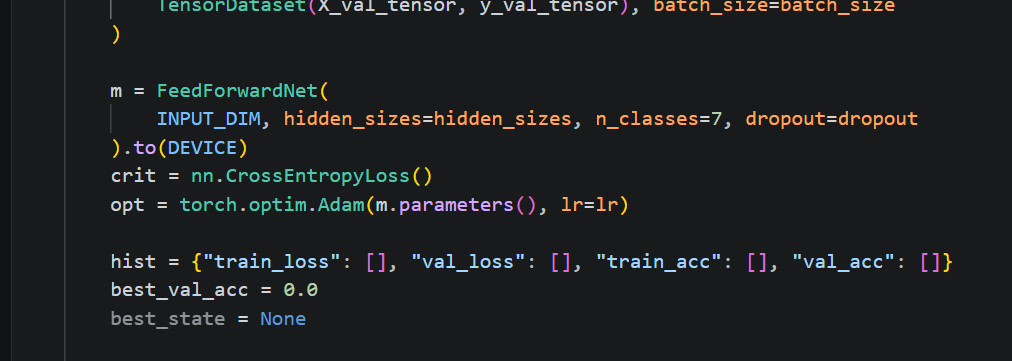 TensorDataset(X_val_tensor, y_val_tensor), batch_size=batch_size
)
m = FeedForwardNet(
INPUT_DIM, hidden_sizes=hidden_sizes, n_classes=7, dropout=dropout
).to(DEVICE)
crit = nn.CrossEntropyLoss()
opt = torch.optim.Adam(m.parameters(), lr=lr)
hist = {"train_loss": [], "val_loss": [], "train_acc": [], "val_acc": []}
best_val_acc = 0.0
best_state = None